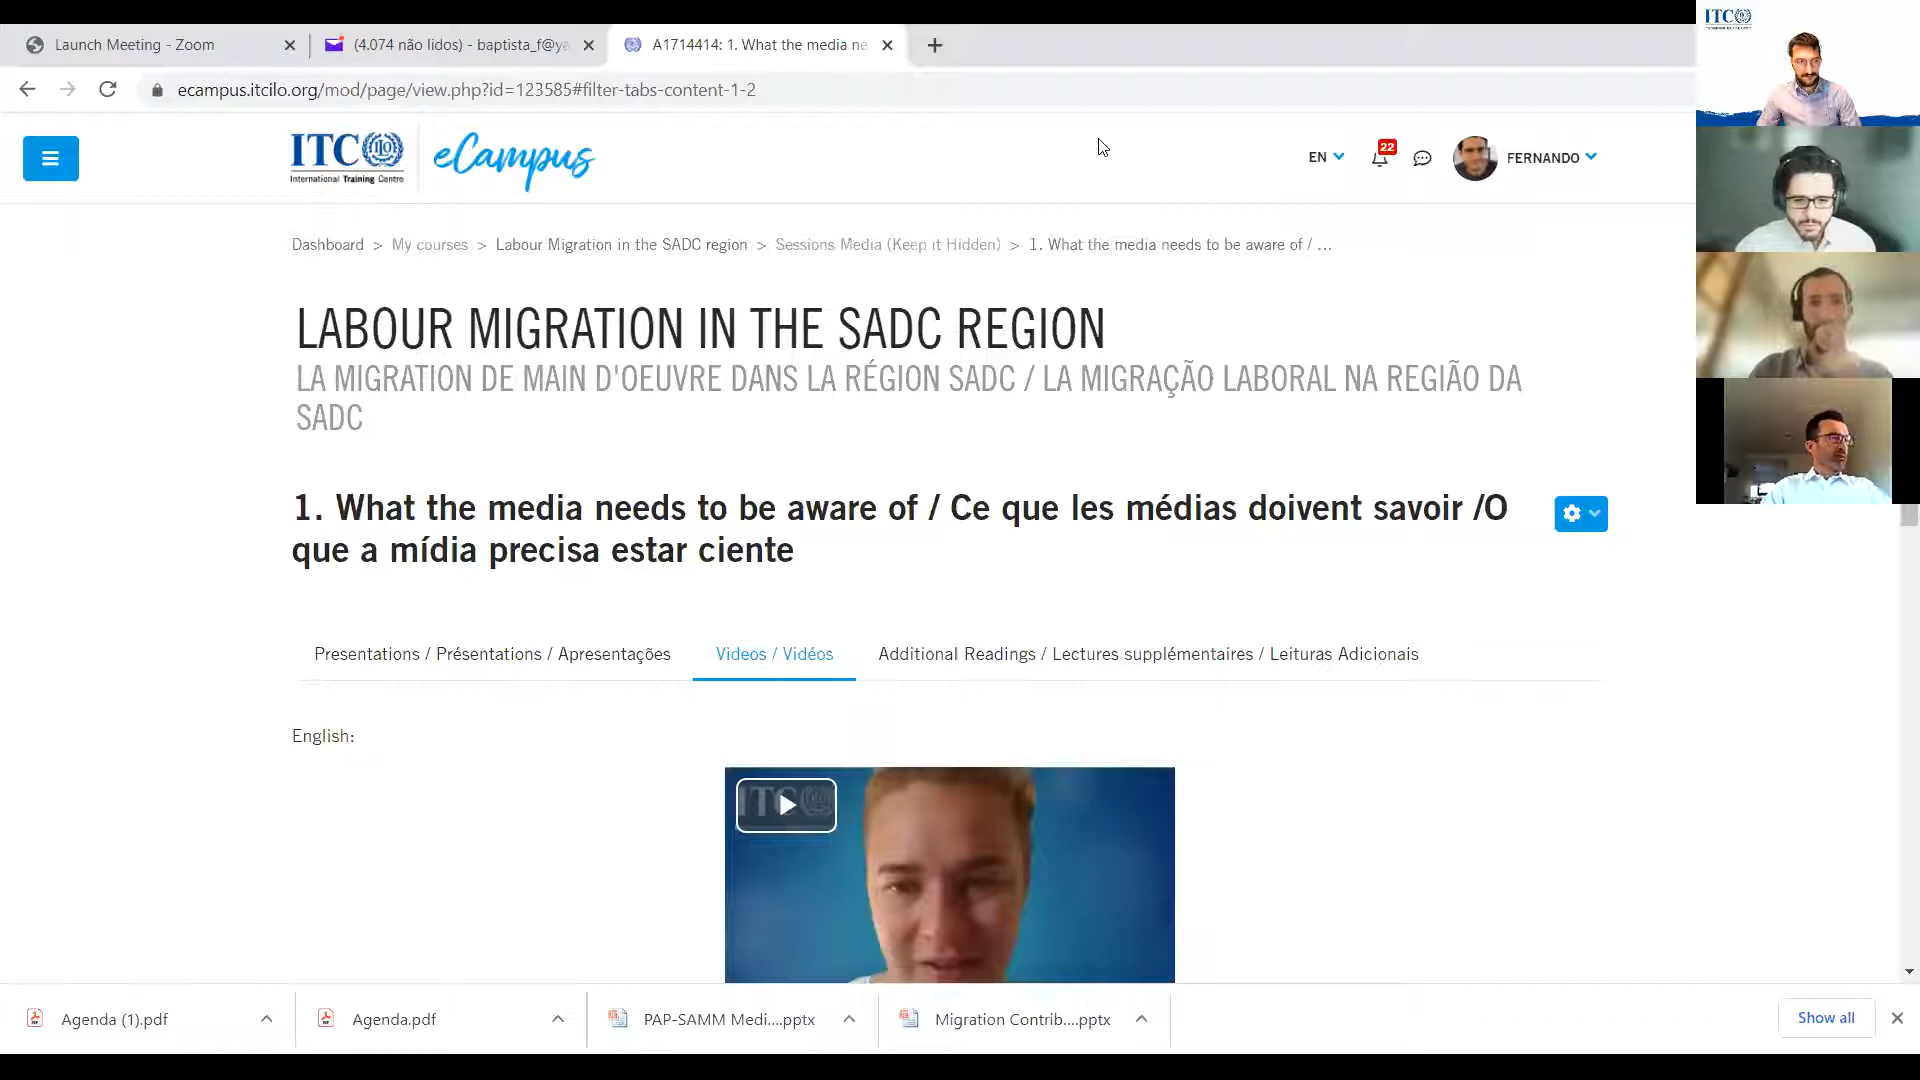 Launch Meeting - Zoom
(4.074 não lidos) - baptista_f@ya
A1714414: 1. What the media ne
ecampus.itcilo.org/mod/page/view.php?id=123585#filter-tabs-content-1-2
ITC
International Training Centre
eCampus
EN
22
FERNANDO
Dashboard > My courses > Labour Migration in the SADC region > Sessions Media (Keep it Hidden) > 1. What the media needs to be aware of / ...
LABOUR MIGRATION IN THE SADC REGION
LA MIGRATION DE MAIN D'OEUVRE DANS LA RÉGION SADC / LA MIGRAÇÃO LABORAL NA REGIÃO DA
SADC
1. What the media needs to be aware of / Ce que les médias doivent savoir /O
que a mídia precisa estar ciente
Presentations / Présentations / Apresentações
Videos / Vidéos
Additional Readings / Lectures supplémentaires / Leituras Adicionais
English:
ITC
Agenda (1).pdf
Agenda.pdf
PAP-SAMM Medi....pptx
Migration Contrib....pptx
Show all
ITC